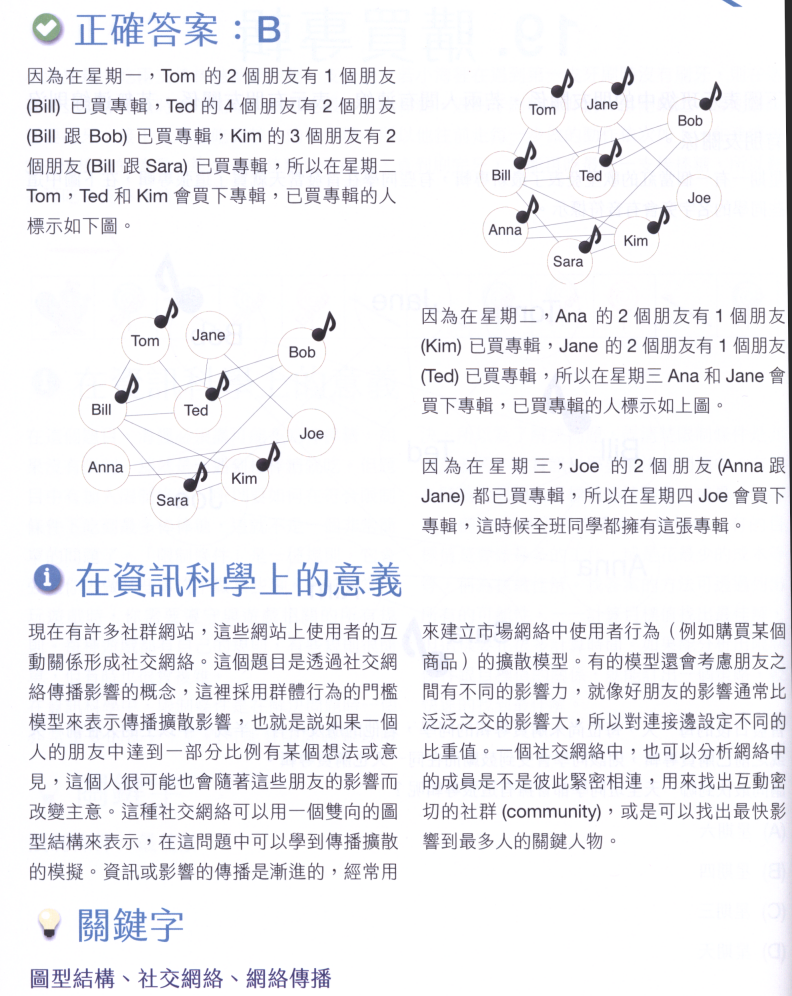 正確答案：B
因為在星期一，Tom 的 2 個朋友有 1 個朋友
(Bill) 已買專輯，Ted 的 4 個朋友有 2 個朋友
(Bill 跟 Bob) 已買專輯，Kim 的 3 個朋友有 2
個朋友 (Bill 跟 Sara) 已買專輯，所以在星期二
Tom，Ted 和 Kim 會買下專輯，已買專輯的人
標示如下圖。
Tom
Jane
Bob
Bill
Ted
Joe
Anna
Kim
Sara
Tom
Jane
Bob
Bill
Ted
Joe
Anna
Kim
Sara
因為在星期二，Ana 的 2 個朋友有 1 個朋友
(Kim) 已買專輯，Jane 的 2 個朋友有 1 個朋友
(Ted) 已買專輯，所以在星期三 Ana 和 Jane 會
買下專輯，已買專輯的人標示如上圖。
因為在星期三，Joe 的 2 個朋友 (Anna 跟
Jane) 都已買專輯，所以在星期四 Joe 會買下
專輯，這時候全班同學都擁有這張專輯。
在資訊科學上的意義
現在有許多社群網站，這些網站上使用者的互
動關係形成社交網絡。這個題目是透過社交網
絡傳播影響的概念，這裡採用群體行為的門檻
模型來表示傳播擴散影響，也就是說如果一個
人的朋友中達到一部分比例有某個想法或意
見，這個人很可能也會隨著這些朋友的影響而
改變主意。這種社交網絡可以用一個雙向的圖
型結構來表示，在這問題中可以學到傳播擴散
的模擬。資訊或影響的傳播是漸進的，經常用
來建立市場網絡中使用者行為（例如購買某個
商品）的擴散模型。有的模型還會考慮朋友之
間有不同的影響力，就像好朋友的影響通常比
泛泛之交的影響大，所以對連接邊設定不同的
比重值。一個社交網絡中，也可以分析網絡中
的成員是不是彼此緊密相連，用來找出互動密
切的社群 (community)，或是可以找出最快影
響到最多人的關鍵人物。
關鍵字
圖型結構、社交網絡、網絡傳播